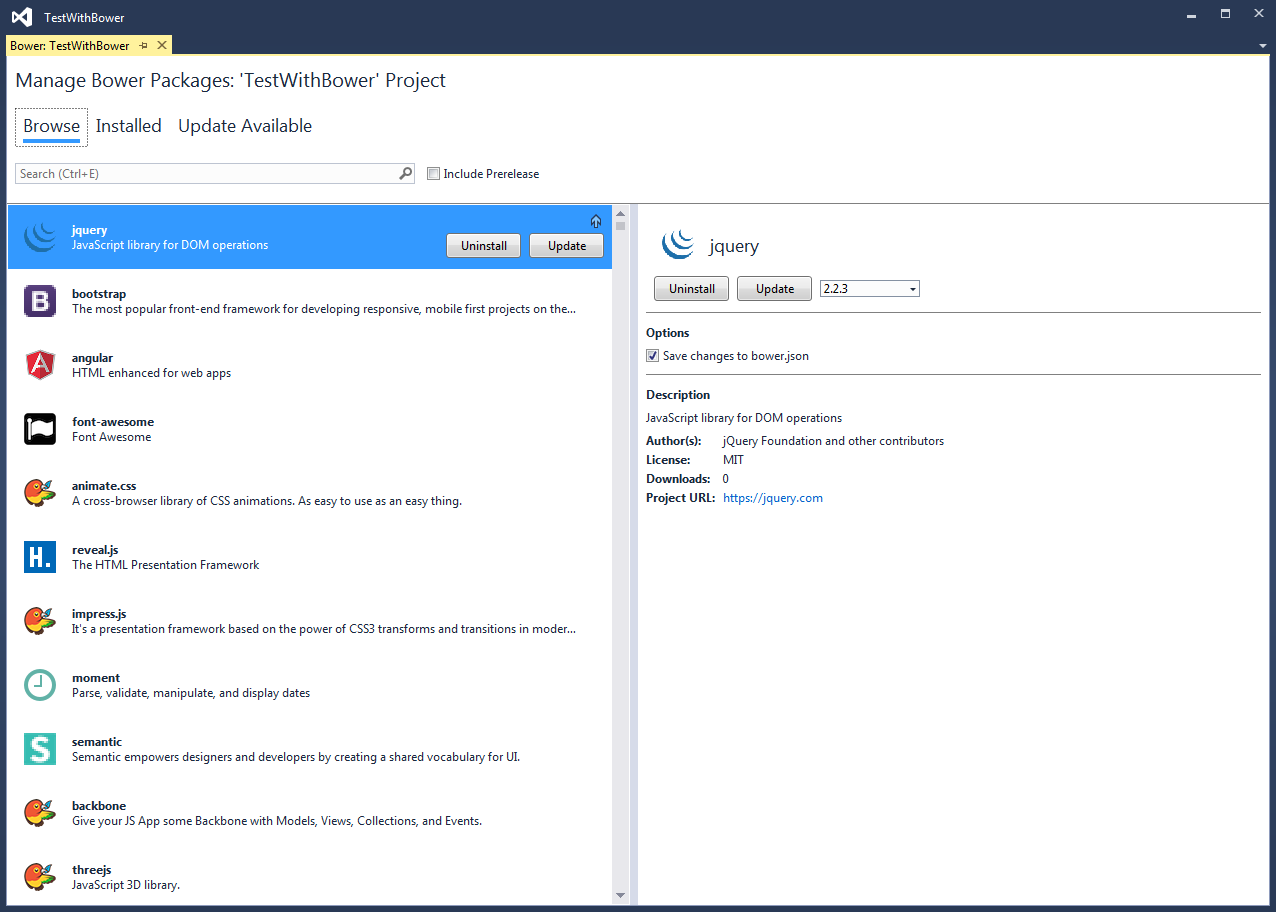 TestWithBower
Bower: TestWithBower
Manage Bower Packages: 'TestWithBower' Project
Browse Installed Update Available
Search (Ctrl+E) Include Prerelease
jquery
JavaScript library for DOM operations
Uninstall Update
B
bootstrap
The most popular front-end framework for developing responsive, mobile first projects on the...
A
angular
HTML enhanced for web apps
font-awesome
Font Awesome
animate.css
A cross-browser library of CSS animations. As easy to use as an easy thing.
H.
reveal.js
The HTML Presentation Framework
impress.js
It's a presentation framework based on the power of CSS3 transforms and transitions in moder...
moment
Parse, validate, manipulate, and display dates
S
semantic
Semantic empowers designers and developers by creating a shared vocabulary for UI.
backbone
Give your JS App some Backbone with Models, Views, Collections, and Events.
threejs
JavaScript 3D library.
jquery
Uninstall Update 2.2.3
Options
Save changes to bower.json
Description
JavaScript library for DOM operations
Author(s): jQuery Foundation and other contributors
License: MIT
Downloads: 0
Project URL: https://jquery.com